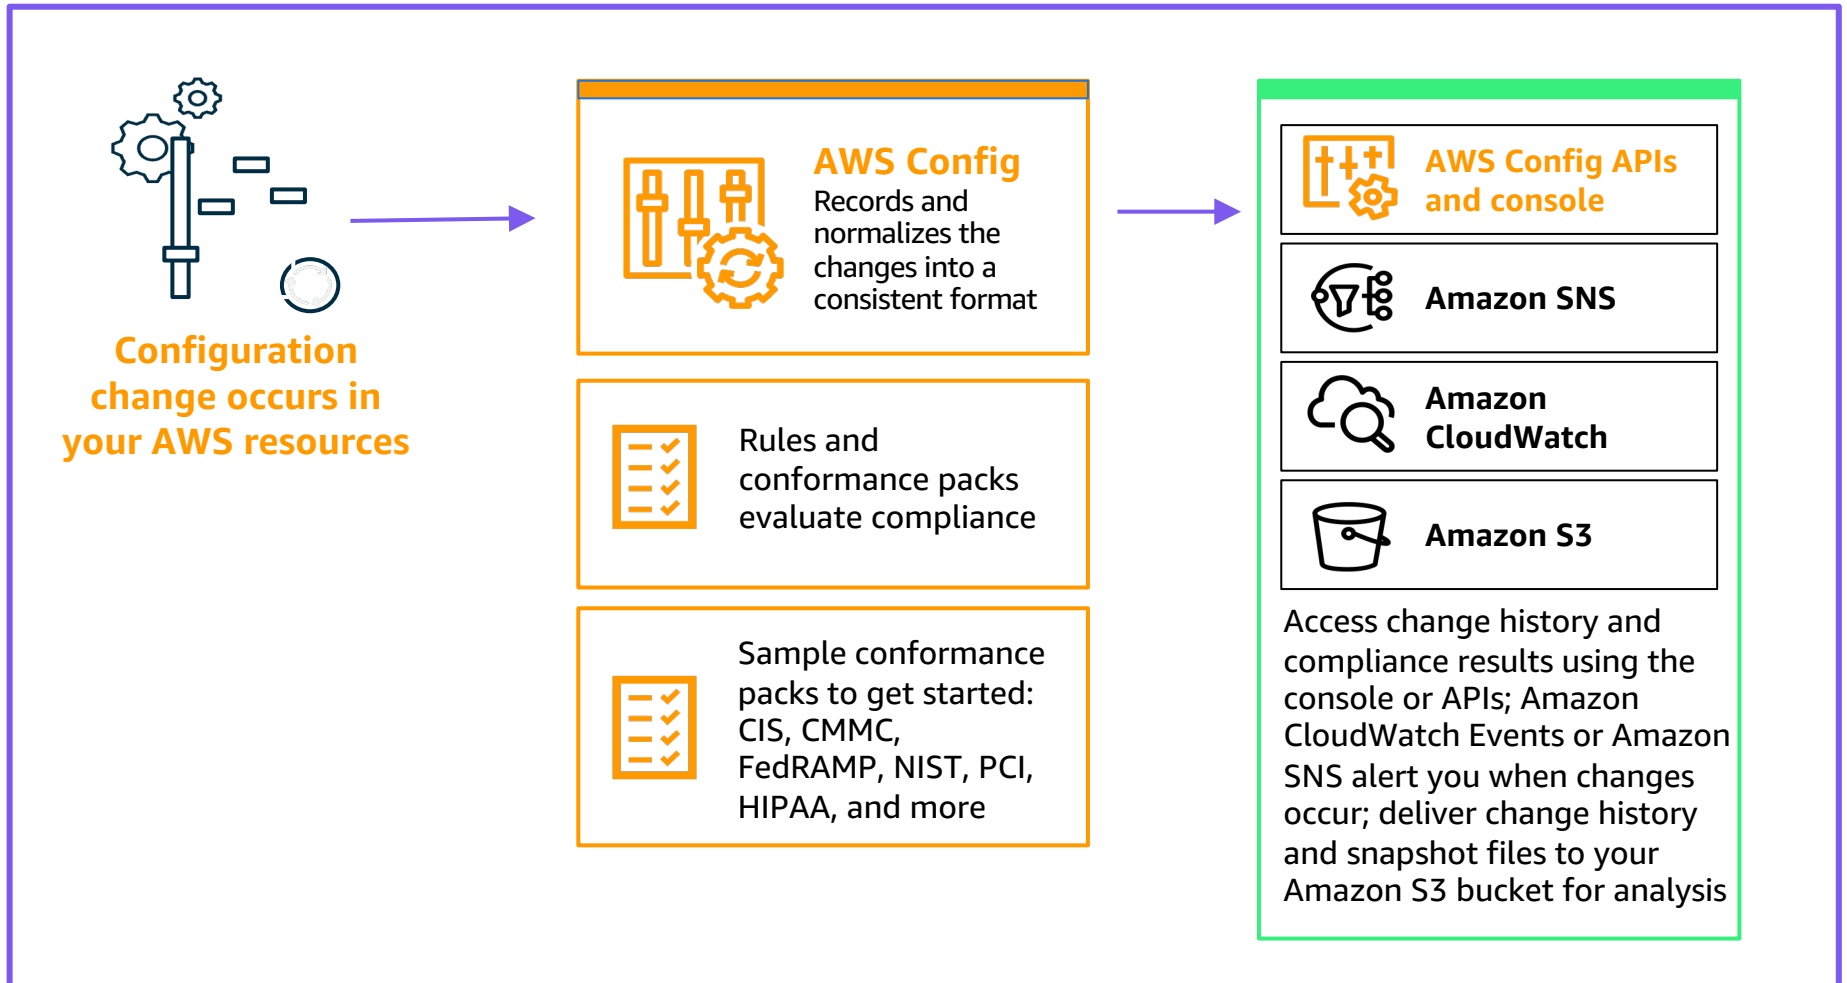 Configuration
change occurs in
your AWS resources
AWS Config
Records and
normalizes the
changes into a
consistent format
Rules and
conformance packs
evaluate compliance
Sample conformance
packs to get started:
CIS, CMMC,
FedRAMP, NIST, PCI,
HIPAA, and more
AWS Config APIs
and console
Amazon SNS
Amazon
CloudWatch
Amazon S3
Access change history and
compliance results using the
console or APIs; Amazon
CloudWatch Events or Amazon
SNS alert you when changes
occur; deliver change history
and snapshot files to your
Amazon S3 bucket for analysis